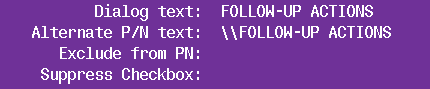 Dialog text: FOLLOW-UP ACTIONS
Alternate P/N text: \\FOLLOW-UP ACTIONS
Exclude from PN:
Suppress Checkbox: